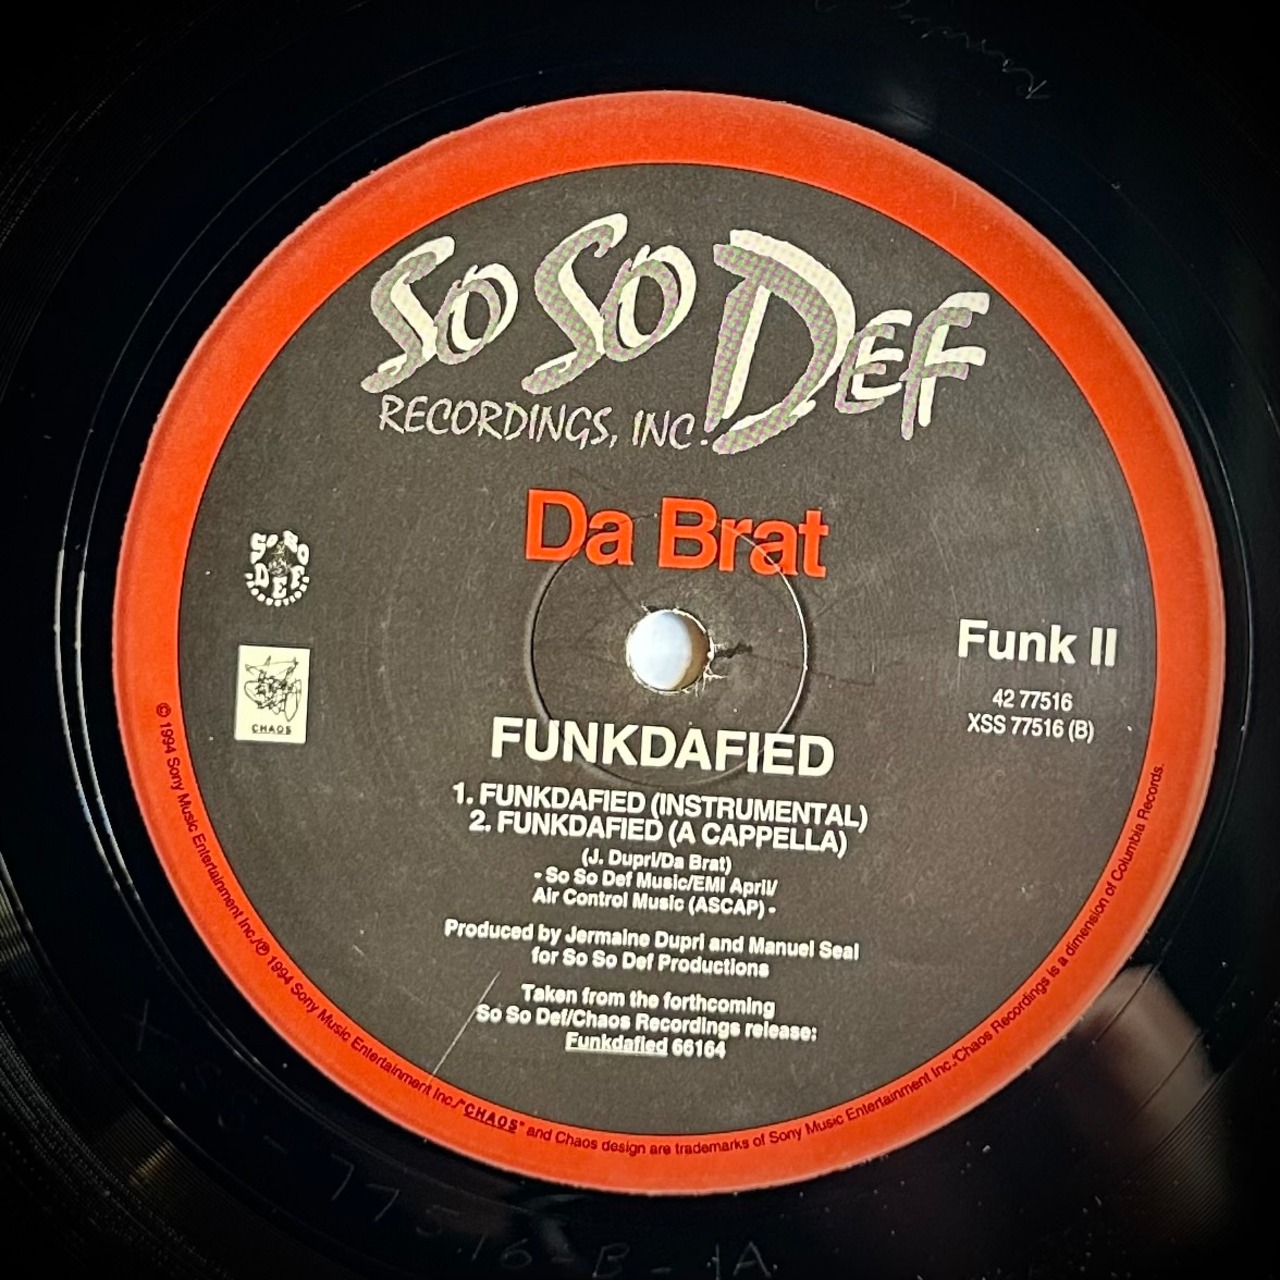 So So Def
Recordings, Inc.
Da Brat
So So
Def
CHAOS
Funk II
42 77516
XSS 77516 (B)
FUNKDAFIED
1. FUNKDAFIED (INSTRUMENTAL)
2. FUNKDAFIED (A CAPPELLA)
(J. Dupri/Da Brat)
- So So Def Music/EMI April/
Air Control Music (ASCAP) -
Produced by Jermaine Dupri and Manuel Seal
for So So Def Productions
Taken from the forthcoming
So So Def/Chaos Recordings release:
Funkdafied 66164
© 1994 Sony Music Entertainment Inc./℗ 1994 Sony Music Entertainment Inc./"CHAOS" and Chaos design are trademarks of Sony Music Entertainment Inc./Chaos Recordings is a dimension of Columbia Records.
77516-B-1A